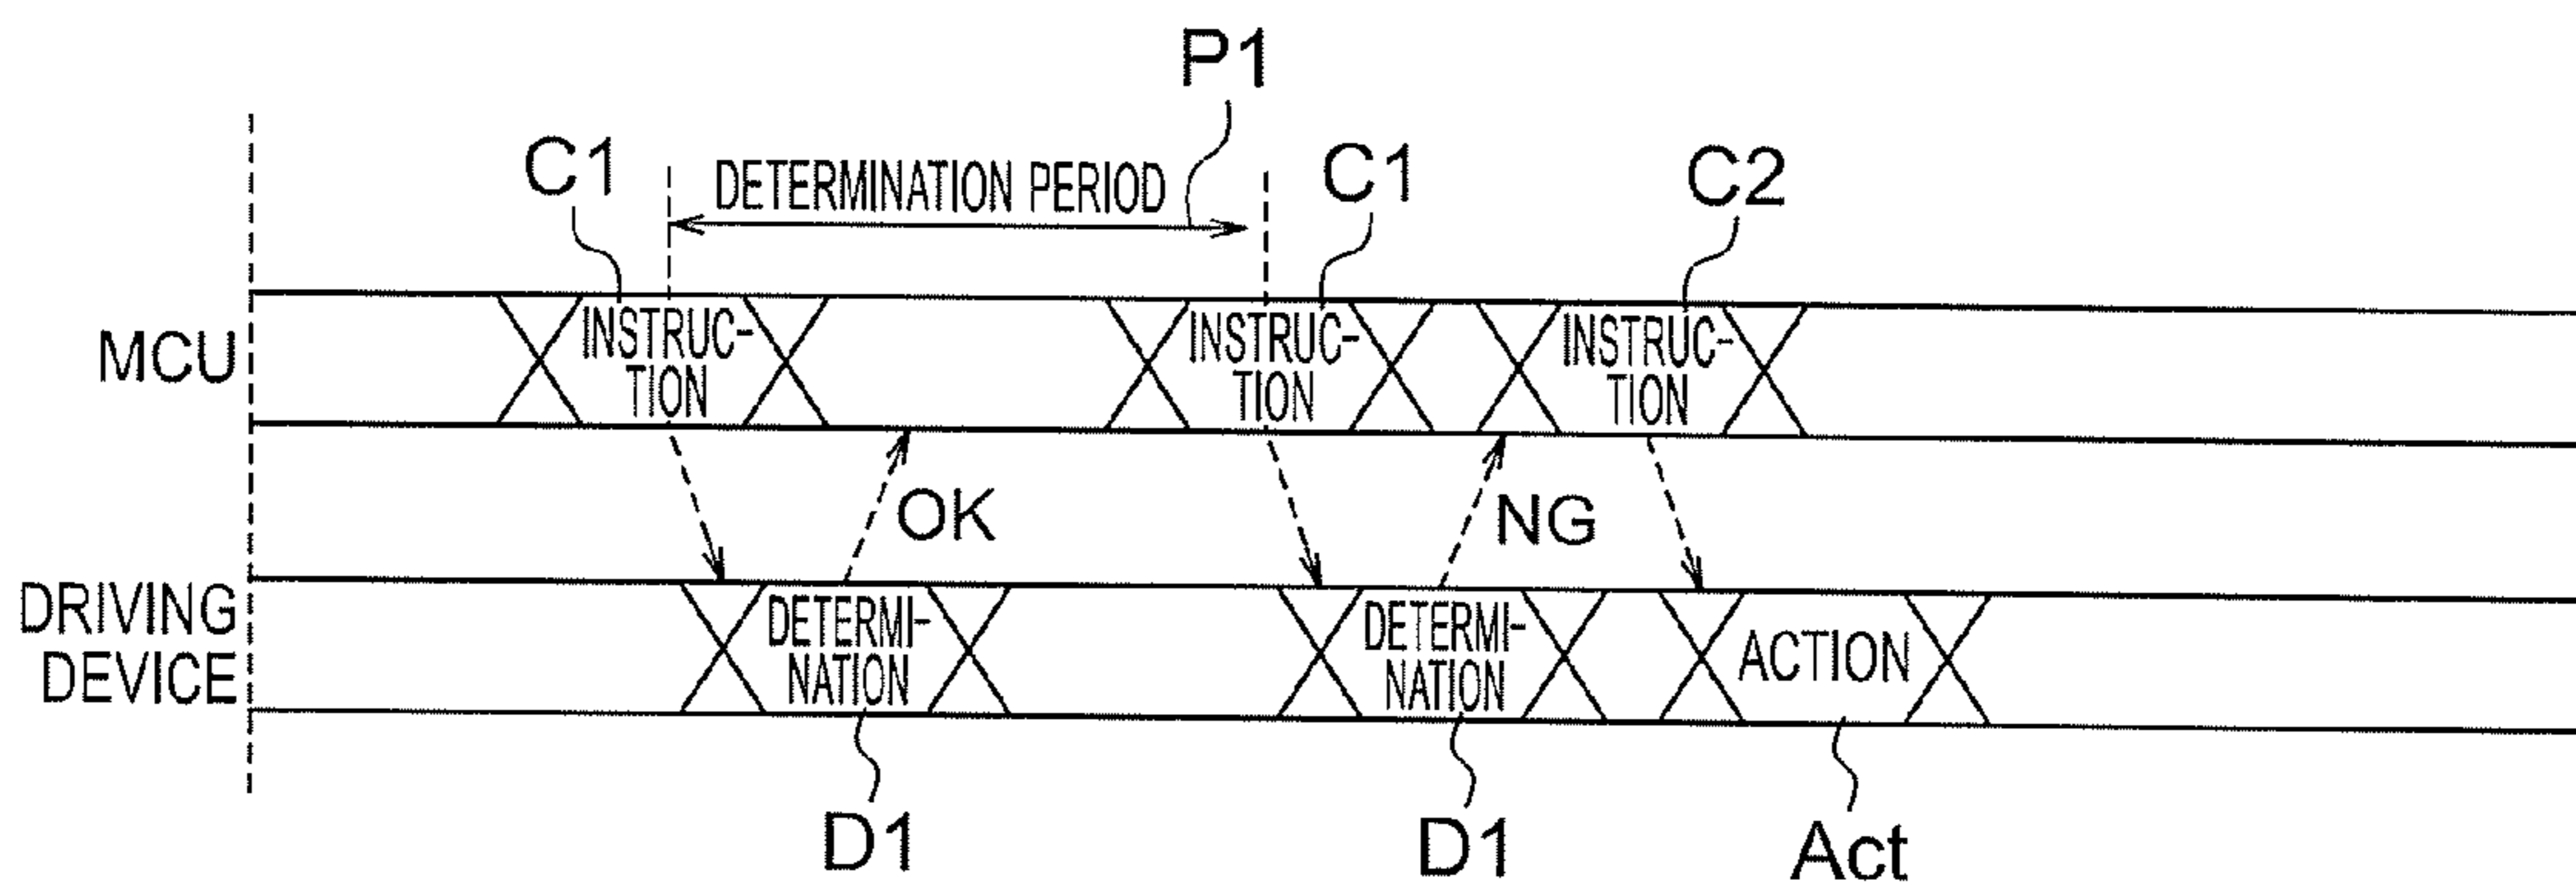 P1
C1
DETERMINATION PERIOD
C1
C2
MCU
INSTRUC-
TION
INSTRUC-
TION
INSTRUC-
TION
OK
NG
DRIVING
DEVICE
DETERMI-
NATION
DETERMI-
NATION
ACTION
D1
D1
Act